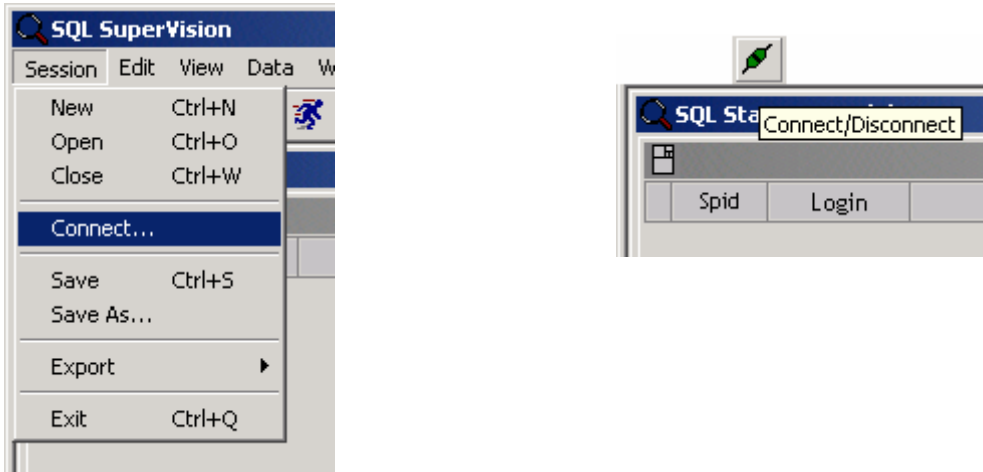 SQL SuperVision
Session Edit View Data
New Ctrl+N
Open Ctrl+O
Close Ctrl+W
Connect...
Save Ctrl+S
Save As...
Export
Exit Ctrl+Q
SQL Sta
Connect/Disconnect
Spid Login